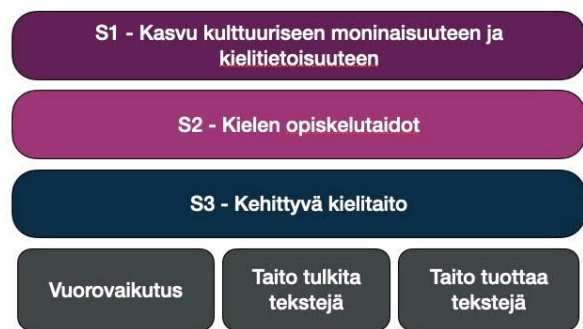 S1 - Kasvu kulttuuriseen moninaisuuteen ja
kielitietoisuuteen
S2 - Kielen opiskelutaidot
S3 - Kehittyvä kielitaito
Vuorovaikutus
Taito tulkita
tekstejä
Taito tuottaa
tekstejä